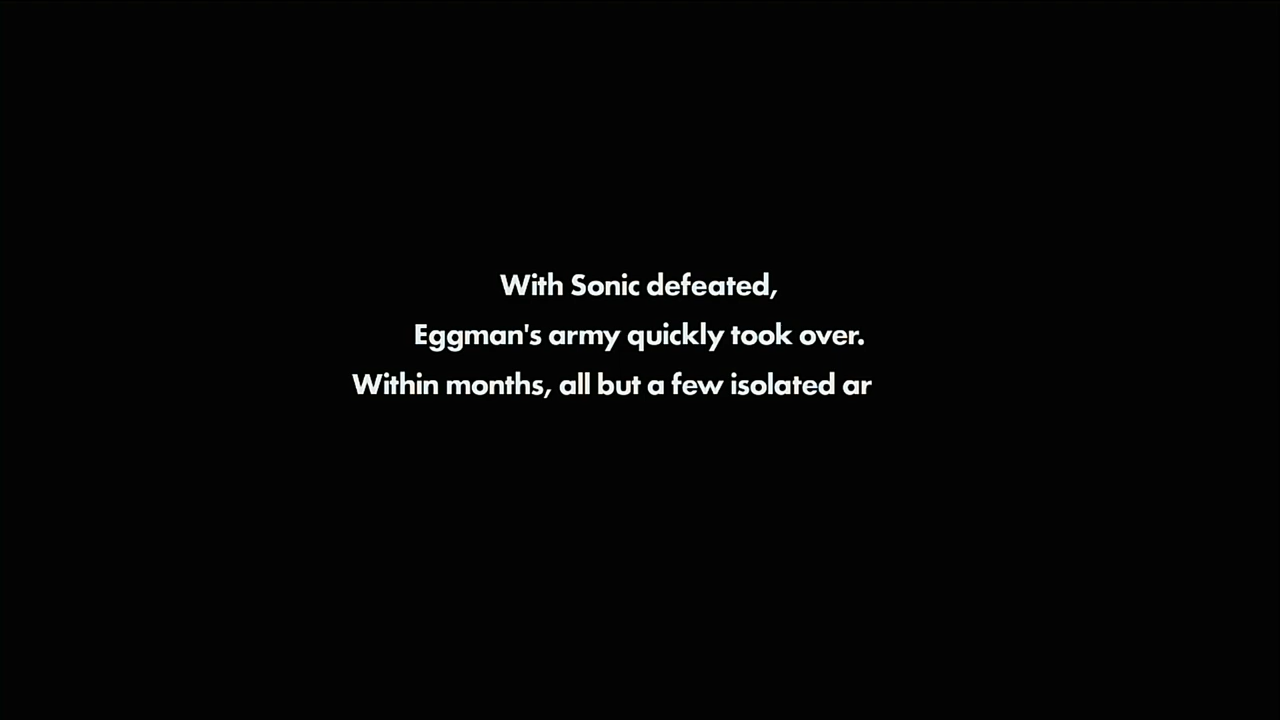 With Sonic defeated,
Eggman's army quickly took over.
Within months, all but a few isolated ar